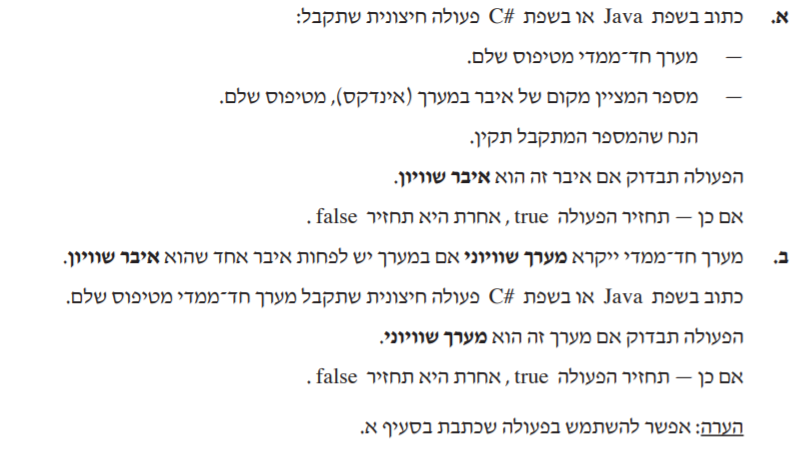 א. כתוב בשפת Java או בשפת C# פעולה חיצונית שתקבל:
— מערך חד־ממדי מטיפוס שלם.
— מספר המציין מקום של איבר במערך (אינדקס), מטיפוס שלם.
הנח שהמספר המתקבל תקין.
הפעולה תבדוק אם איבר זה הוא איבר שוויון.
אם כן — תחזיר הפעולה true , אחרת היא תחזיר false .
ב. מערך חד־ממדי ייקרא מערך שוויוני אם במערך יש לפחות איבר אחד שהוא איבר שוויון.
כתוב בשפת Java או בשפת C# פעולה חיצונית שתקבל מערך חד־ממדי מטיפוס שלם.
הפעולה תבדוק אם מערך זה הוא מערך שוויוני.
אם כן — תחזיר הפעולה true , אחרת היא תחזיר false .
הערה: אפשר להשתמש בפעולה שכתבת בסעיף א.